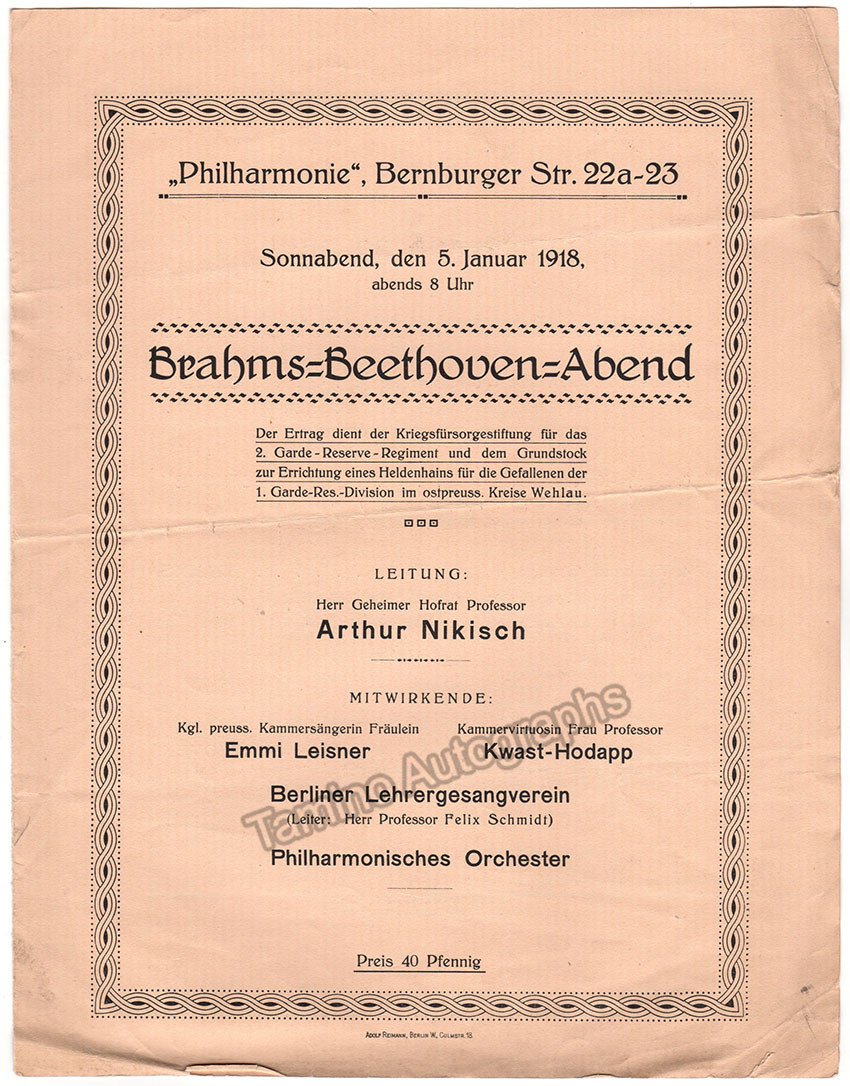 „Philharmonie“, Bernburger Str. 22a-23
Sonnabend, den 5. Januar 1918,
abends 8 Uhr
Brahms=Beethoven=Abend
Der Ertrag dient der Kriegsfürsorgestiftung für das
2. Garde-Reserve-Regiment und dem Grundstock
zur Errichtung eines Heldenhains für die Gefallenen der
1. Garde-Res.-Division im ostpreuss. Kreise Wehlau.
LEITUNG:
Herr Geheimer Hofrat Professor
Arthur Nikisch
MITWIRKENDE:
Kgl. preuss. Kammersängerin Fräulein
Emmi Leisner
Kammervirtuosin Frau Professor
Kwast-Hodapp
Berliner Lehrergesangverein
(Leiter: Herr Professor Felix Schmidt)
Philharmonisches Orchester
Preis 40 Pfennig
ADOLF REIMANN, BERLIN W., CULMSTR. 18.
Tamino Autographs